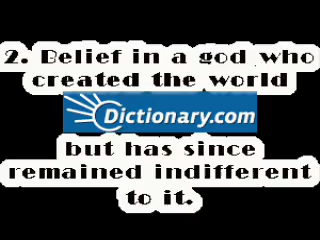 2. Belief in a god who
created the world
Dictionary.com
but has since
remained indifferent
to it.